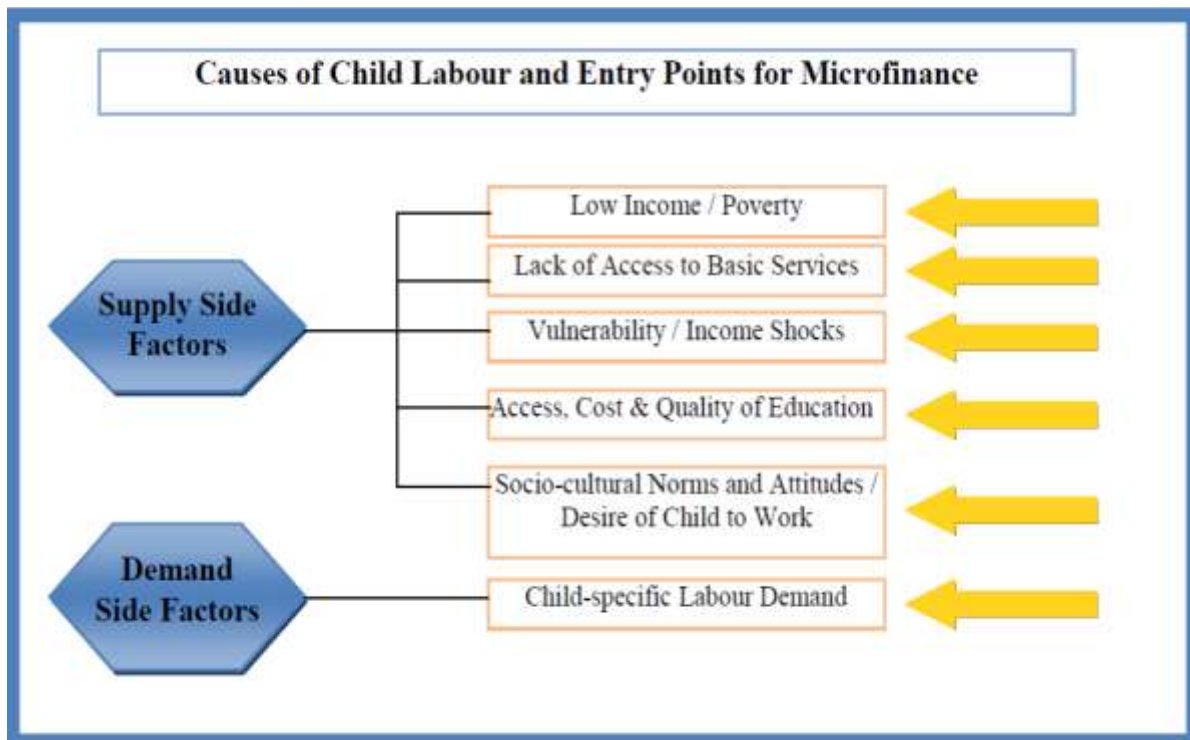 Causes of Child Labour and Entry Points for Microfinance
Supply Side
Factors
Low Income / Poverty
Lack of Access to Basic Services
Vulnerability / Income Shocks
Access, Cost & Quality of Education
Socio-cultural Norms and Attitudes /
Desire of Child to Work
Demand
Side Factors
Child-specific Labour Demand